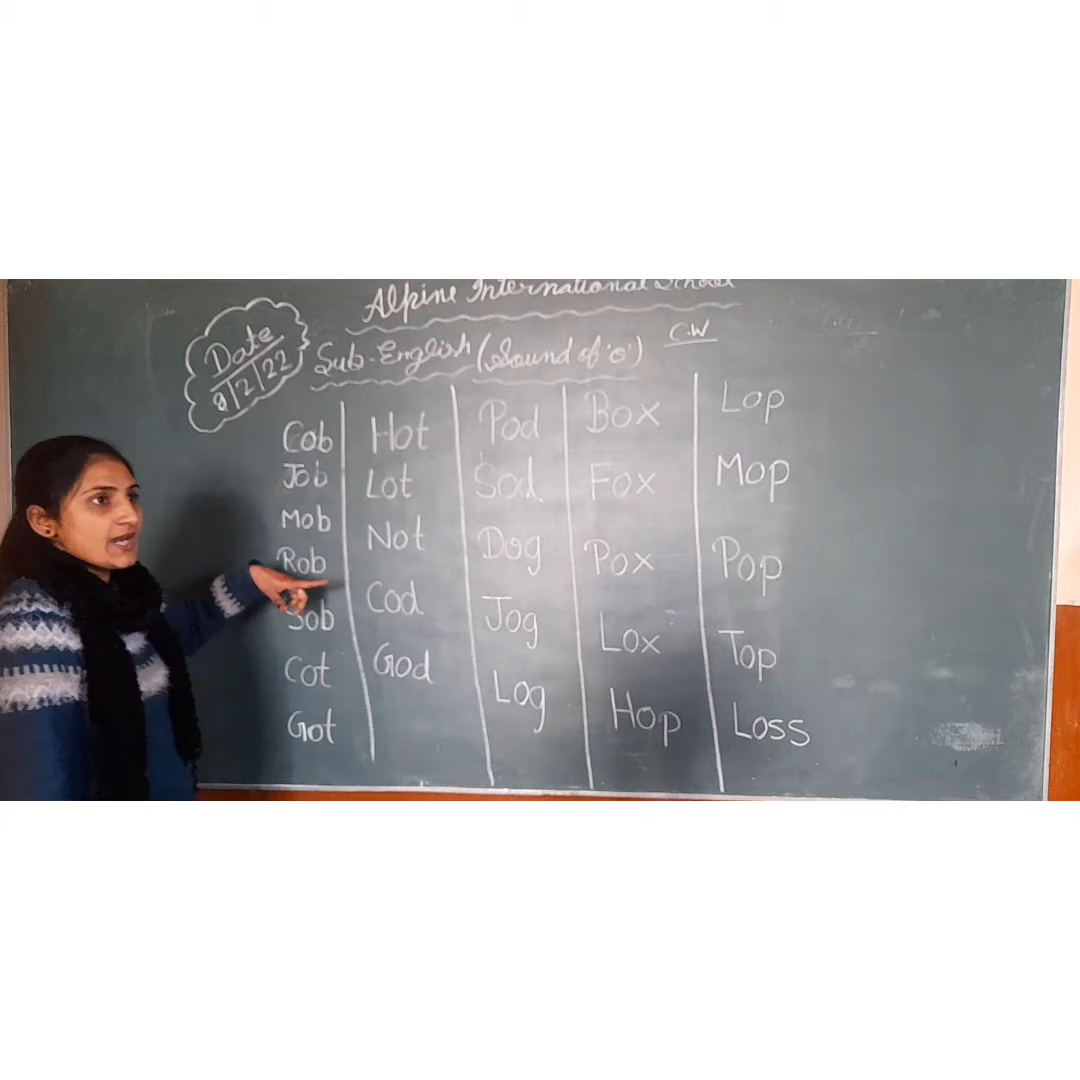 Alpine International School
Date
9/2/22
Sub-English (Sound of 'o')
C.W
Cob
Job
Mob
Rob
Sob
Cot
Got
Hot
Lot
Not
Cod
God
Pod
Sod
Dog
Jog
Log
Box
Fox
Pox
Lox
Hop
Lop
Mop
Pop
Top
Loss